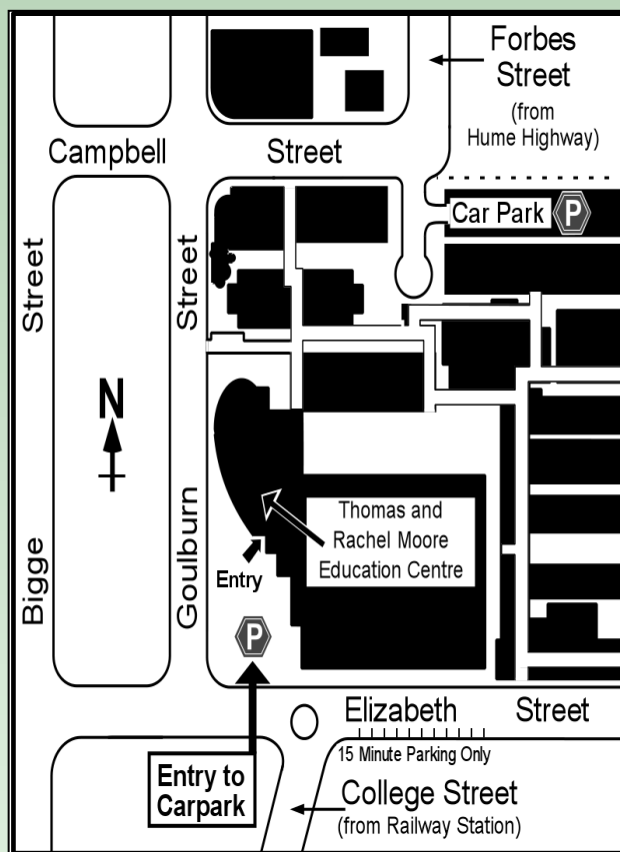 Forbes
Street
(from
Hume Highway)
Campbell Street
Car Park P
Street
Street
N
Thomas and
Rachel Moore
Education Centre
Goulburn
Bigge
Entry
P
Elizabeth Street
15 Minute Parking Only
Entry to
Carpark
College Street
(from Railway Station)